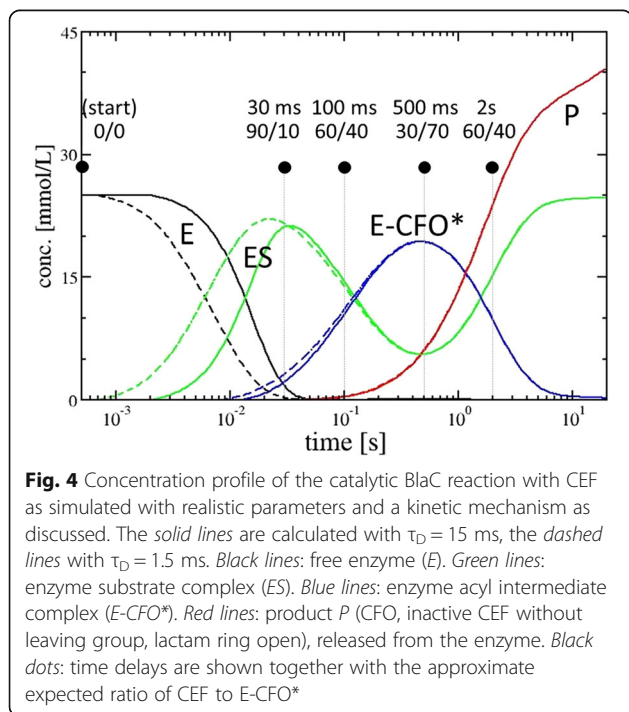 45
30
15
0
conc. [mmol/L]
(start)
0/0
30 ms
90/10
100 ms
60/40
500 ms
30/70
2s
60/40
P
E
ES
E-CFO*
10⁻³
10⁻²
10⁻¹
10⁰
10¹
time [s]
Fig. 4 Concentration profile of the catalytic BlaC reaction with CEF
as simulated with realistic parameters and a kinetic mechanism as
discussed. The solid lines are calculated with τD = 15 ms, the dashed
lines with τD = 1.5 ms. Black lines: free enzyme (E). Green lines:
enzyme substrate complex (ES). Blue lines: enzyme acyl intermediate
complex (E-CFO*). Red lines: product P (CFO, inactive CEF without
leaving group, lactam ring open), released from the enzyme. Black
dots: time delays are shown together with the approximate
expected ratio of CEF to E-CFO*